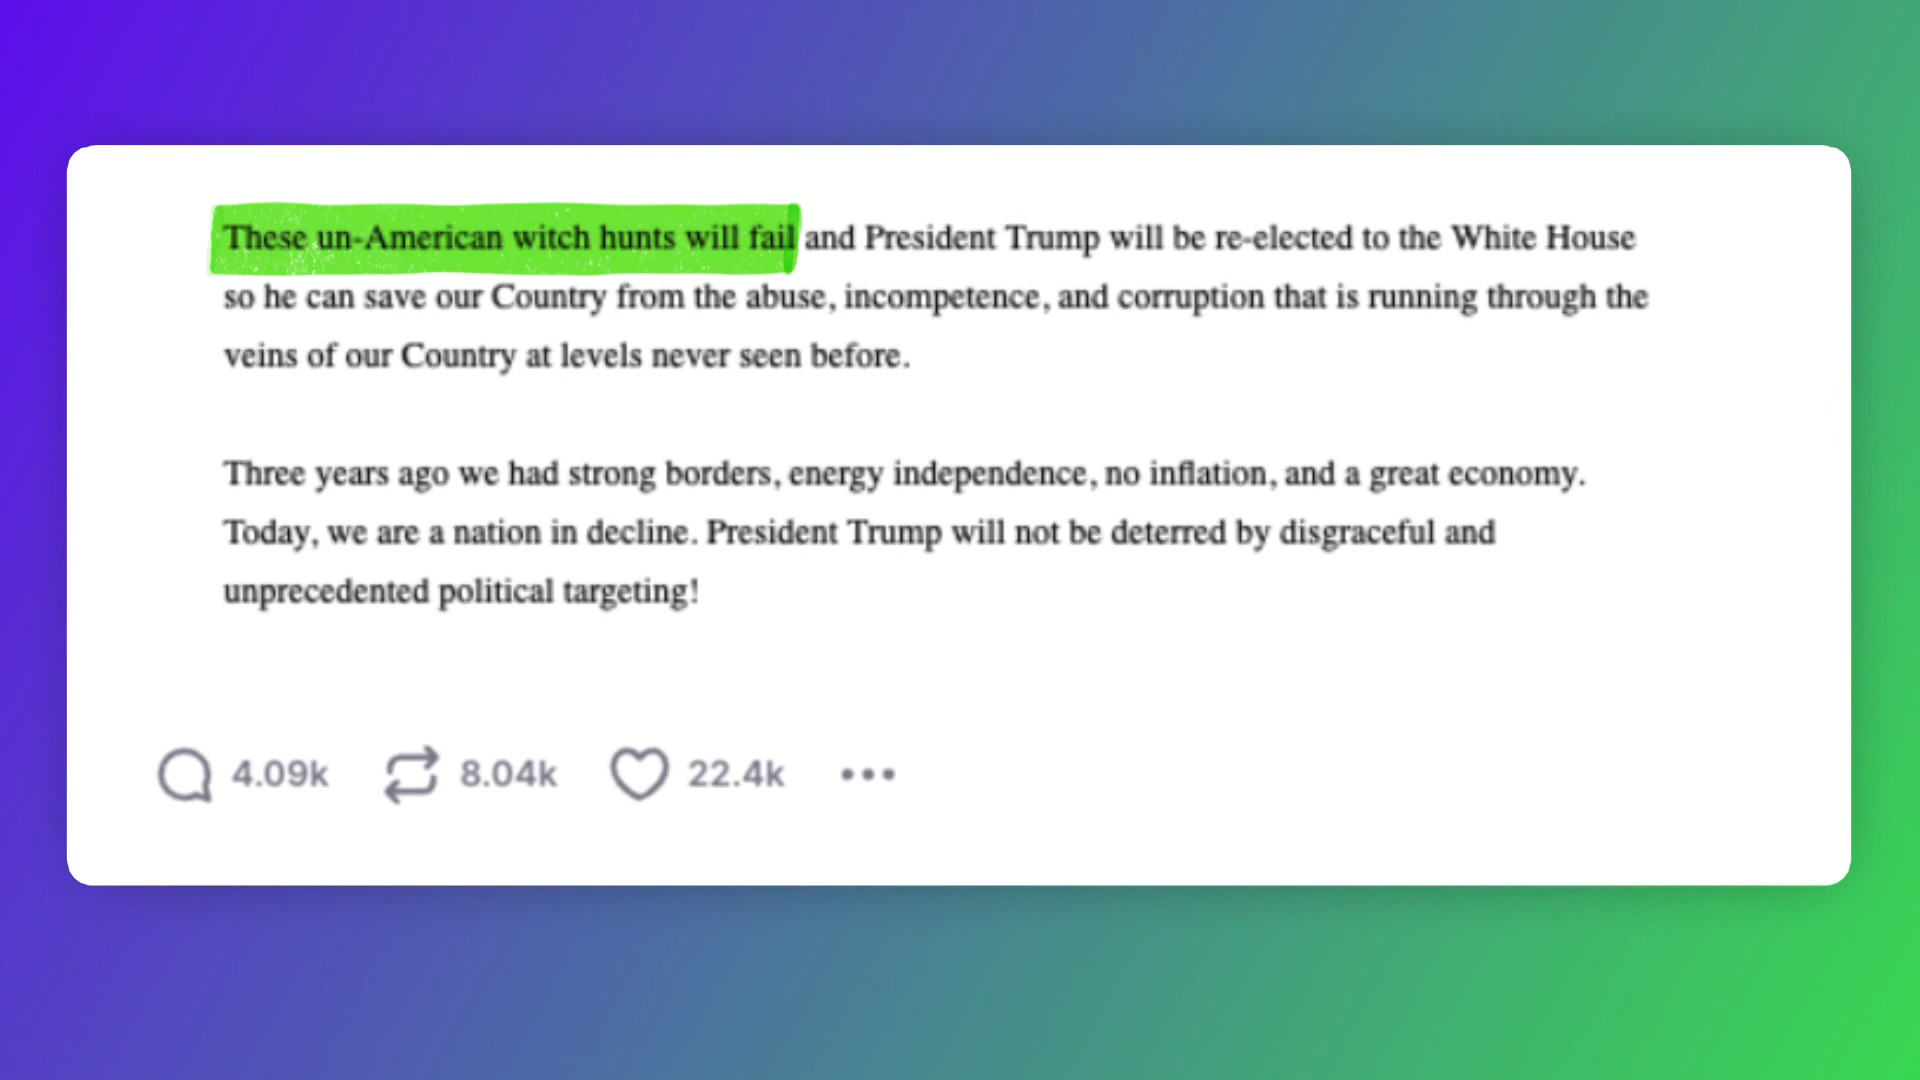 These un-American witch hunts will fail and President Trump will be re-elected to the White House
so he can save our Country from the abuse, incompetence, and corruption that is running through the
veins of our Country at levels never seen before.
Three years ago we had strong borders, energy independence, no inflation, and a great economy.
Today, we are a nation in decline. President Trump will not be deterred by disgraceful and
unprecedented political targeting!
4.09k 8.04k 22.4k